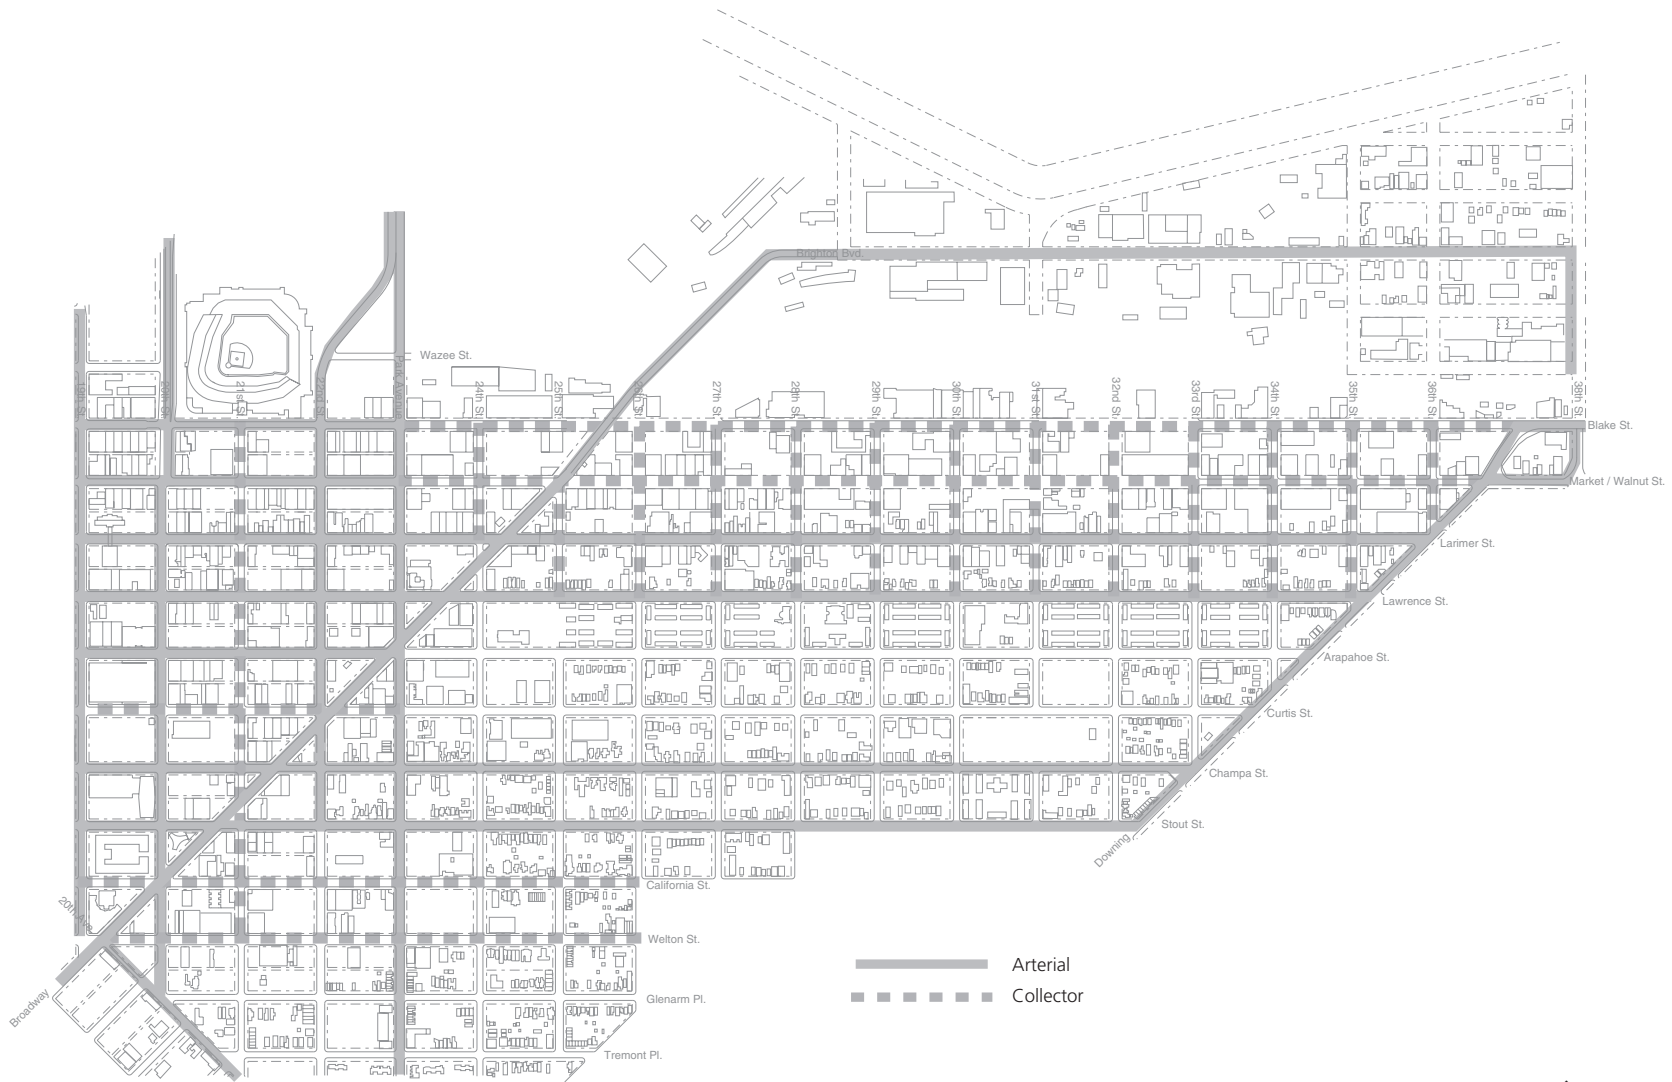 Brighton Bvd.
Wazee St.
19th St.
20th St.
21st St.
22nd St.
Park Avenue
24th St.
25th St.
26th St.
27th St.
28th St.
29th St.
30th St.
31st St.
32nd St.
33rd St.
34th St.
35th St.
36th St.
38th St.
Blake St.
Market / Walnut St.
Larimer St.
Lawrence St.
Arapahoe St.
Curtis St.
Champa St.
Stout St.
Downing
California St.
20th Ave.
Welton St.
Broadway
Glenarm Pl.
Tremont Pl.
Arterial
Collector